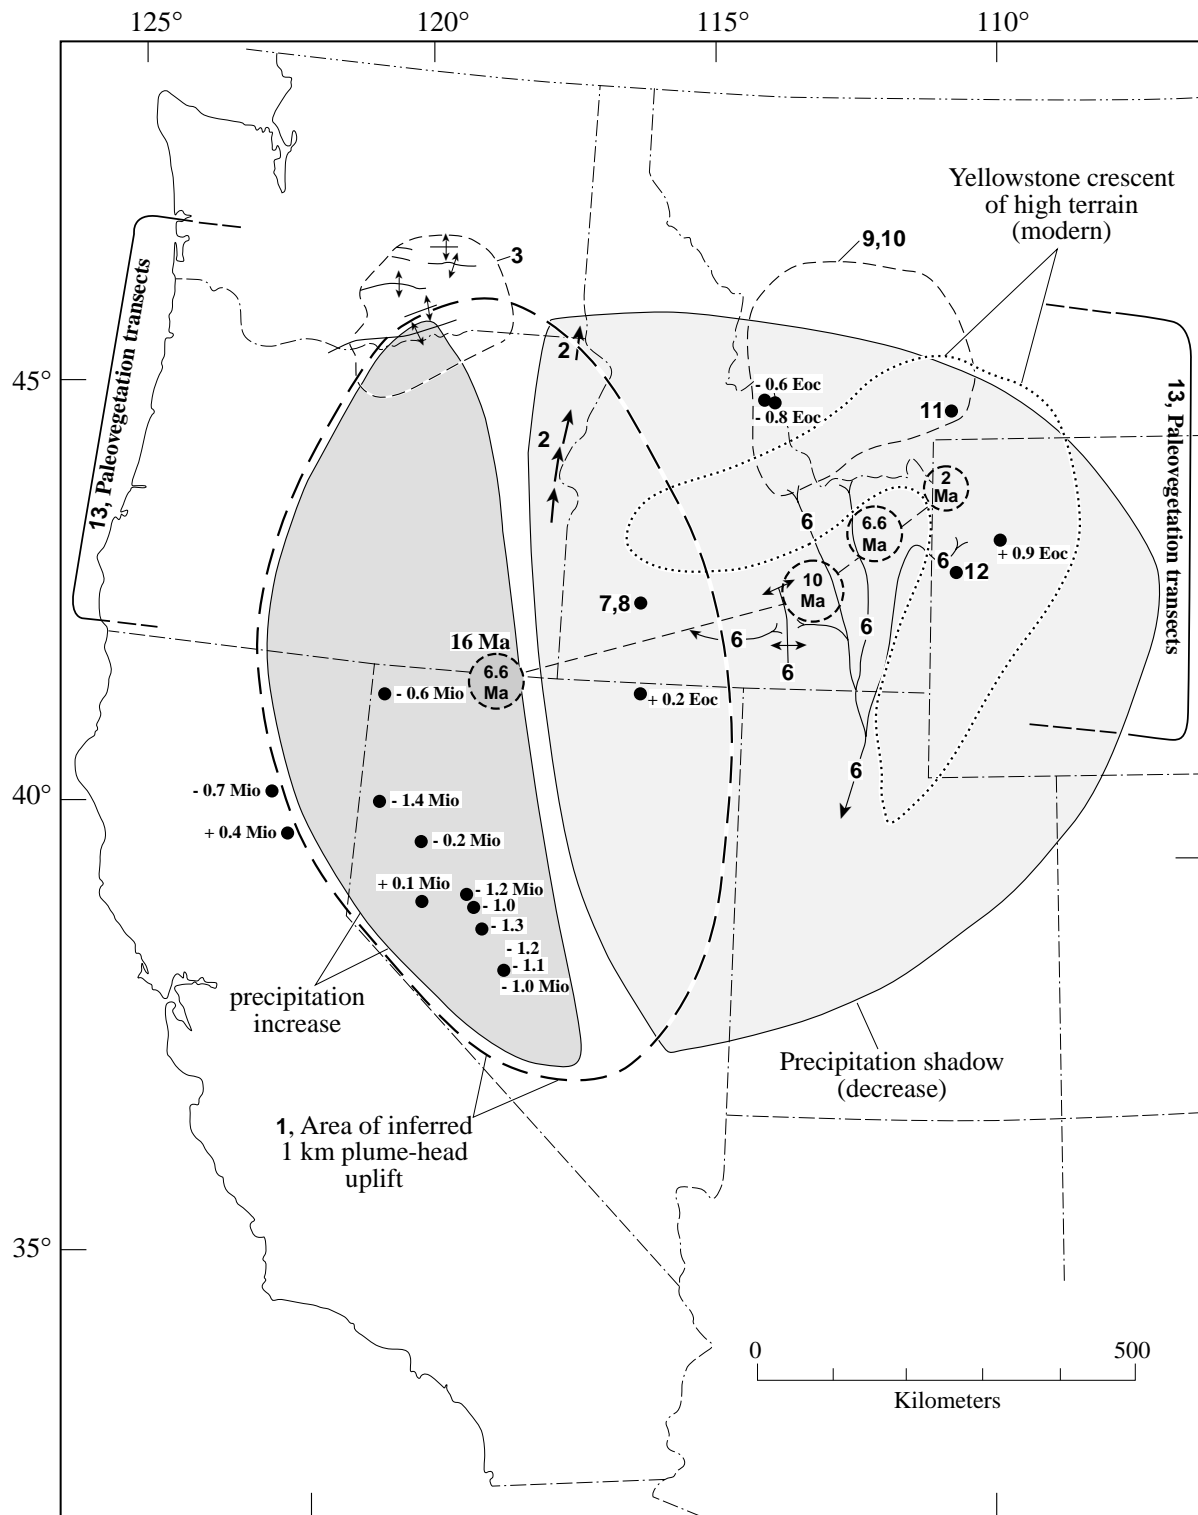 125°
120°
115°
110°
Yellowstone crescent
of high terrain
(modern)
9,10
3
13, Paleovegetation transects
2
45°
- 0.6 Eoc
- 0.8 Eoc
11
13, Paleovegetation transects
2
2
Ma
6
6.6
Ma
+ 0.9 Eoc
6
12
10
Ma
7,8
6
6
16 Ma
6.6
Ma
6
- 0.6 Mio
+ 0.2 Eoc
6
- 0.7 Mio
40°
- 1.4 Mio
+ 0.4 Mio
- 0.2 Mio
+ 0.1 Mio
- 1.2 Mio
- 1.0
- 1.3
- 1.2
- 1.1
- 1.0 Mio
precipitation
increase
Precipitation shadow
(decrease)
1, Area of inferred
1 km plume-head
uplift
35°
0
500
Kilometers